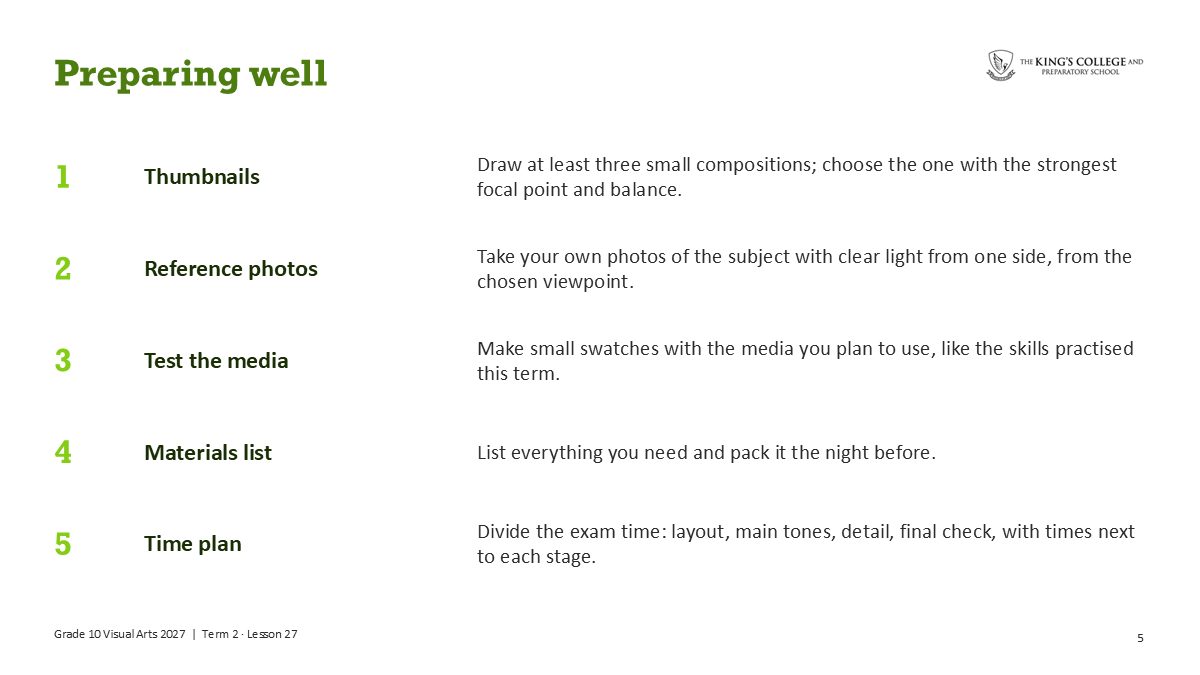 Preparing well
THE KING'S COLLEGE AND
PREPARATORY SCHOOL
1
Thumbnails
Draw at least three small compositions; choose the one with the strongest
focal point and balance.
2
Reference photos
Take your own photos of the subject with clear light from one side, from the
chosen viewpoint.
3
Test the media
Make small swatches with the media you plan to use, like the skills practised
this term.
4
Materials list
List everything you need and pack it the night before.
5
Time plan
Divide the exam time: layout, main tones, detail, final check, with times next
to each stage.
Grade 10 Visual Arts 2027 | Term 2 · Lesson 27
5